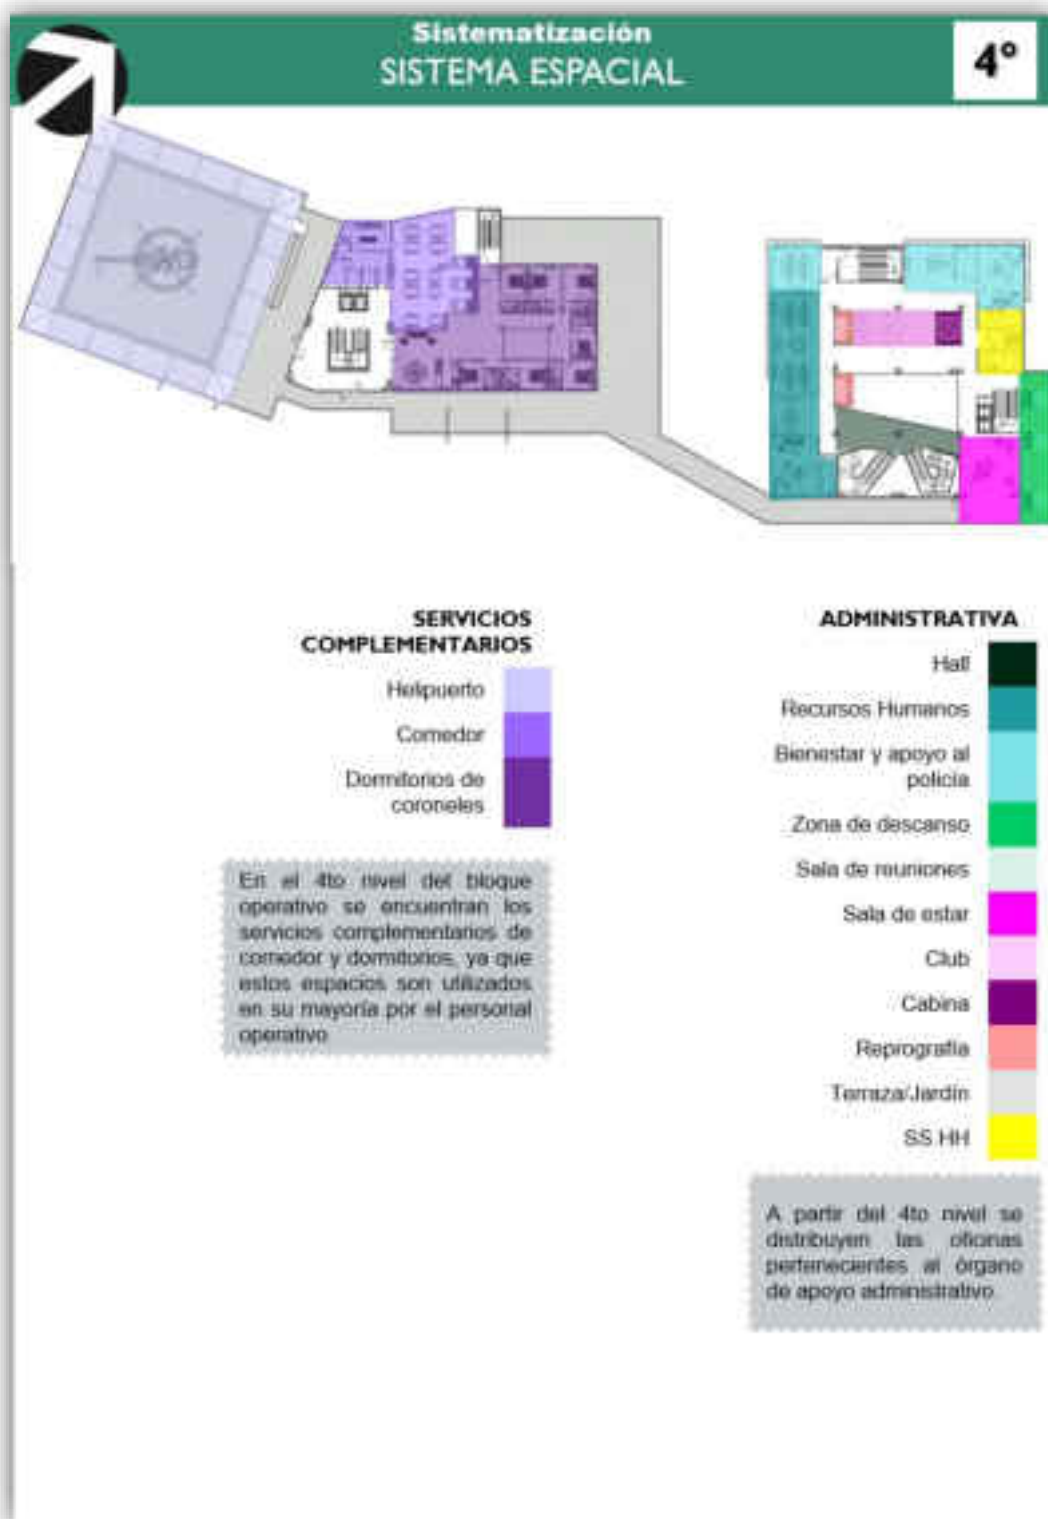 Sistematización
SISTEMA ESPACIAL
4°
SERVICIOS
COMPLEMENTARIOS
Helipuerto
Comedor
Dormitorios de
coroneles
En el 4to nivel del bloque
operativo se encuentran los
servicios complementarios de
comedor y dormitorios, ya que
estos espacios son utilizados
en su mayoría por el personal
operativo
ADMINISTRATIVA
Hall
Recursos Humanos
Bienestar y apoyo al
policía
Zona de descanso
Sala de reuniones
Sala de estar
Club
Cabina
Reprografía
Terraza/Jardín
SS.HH
A partir del 4to nivel se
distribuyen las oficinas
pertenecientes al órgano
de apoyo administrativo.